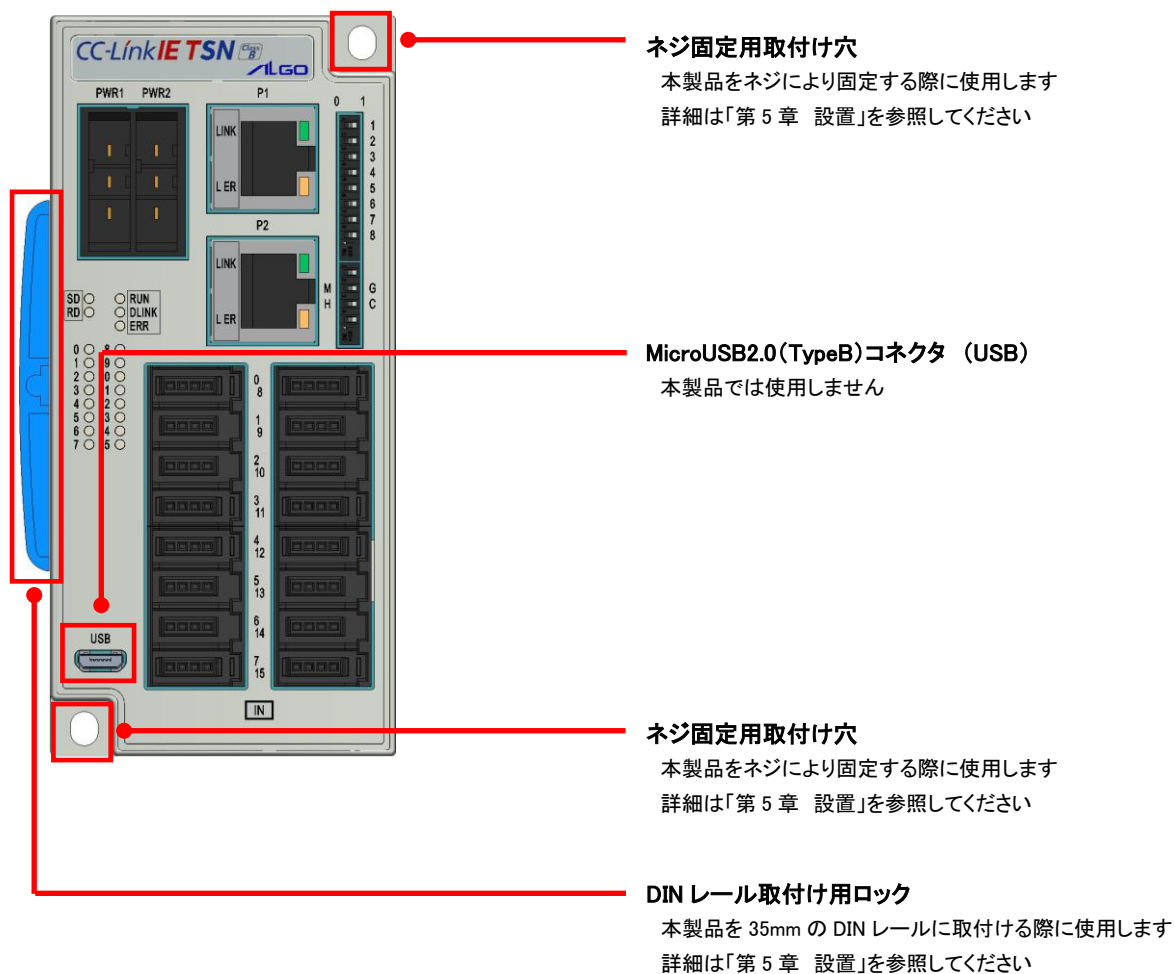 CC-Link IE TSN Class B
ALGO
PWR1 PWR2
P1
LINK
L ER
P2
LINK
L ER
0 1
1
2
3
4
5
6
7
8
M G
H C
SD
RD
RUN
DLINK
ERR
0 8
1 9
2 0
3 1
4 2
5 3
6 4
7 5
0
8
1
9
2
10
3
11
4
12
5
13
6
14
7
15
USB
IN
ネジ固定用取付け穴
本製品をネジにより固定する際に使用します
詳細は「第 5 章 設置」を参照してください
MicroUSB2.0(TypeB)コネクタ (USB)
本製品では使用しません
ネジ固定用取付け穴
本製品をネジにより固定する際に使用します
詳細は「第 5 章 設置」を参照してください
DIN レール取付け用ロック
本製品を 35mm の DIN レールに取付ける際に使用します
詳細は「第 5 章 設置」を参照してください